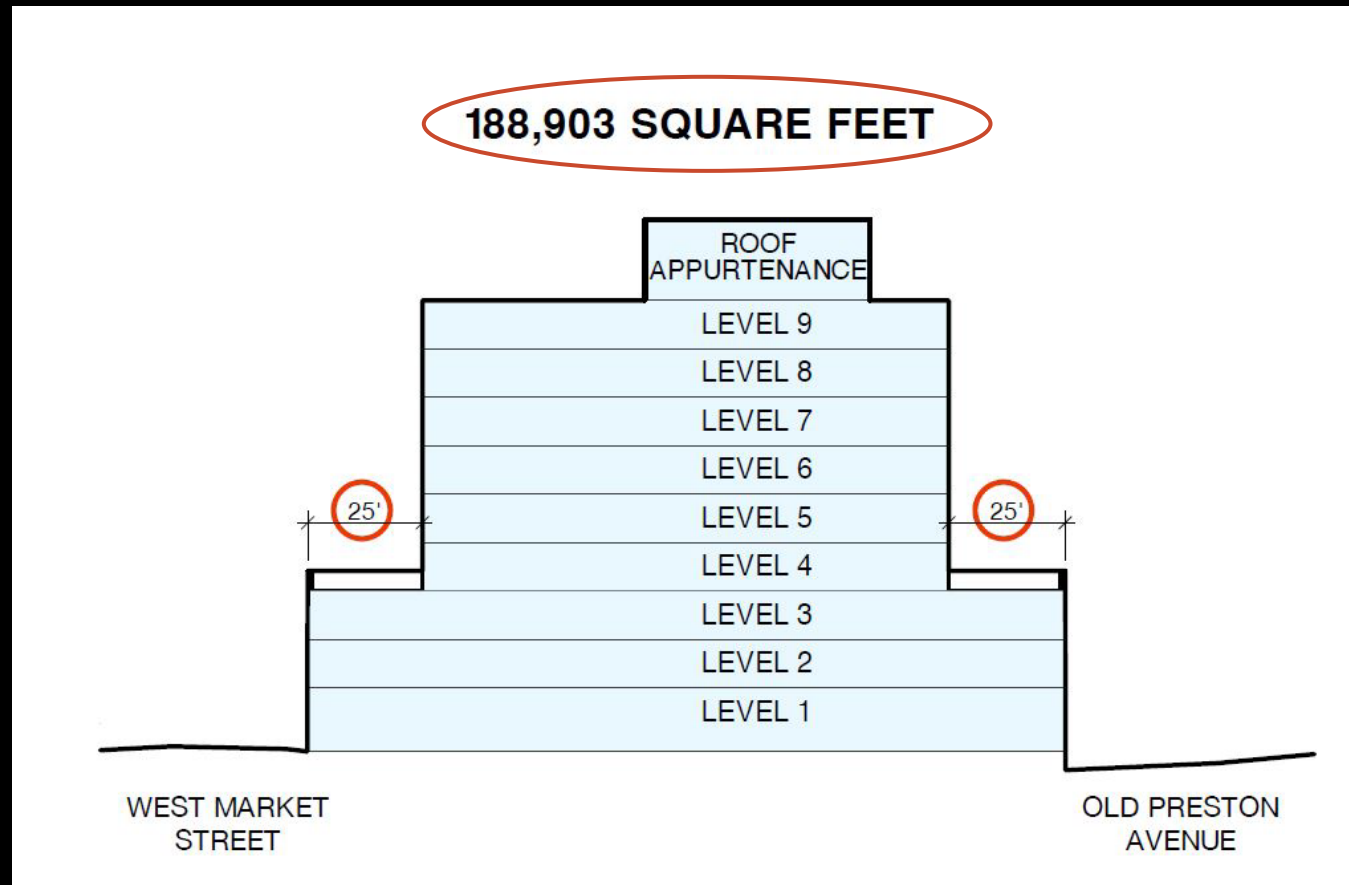 188,903 SQUARE FEET
ROOF
APPURTENANCE
LEVEL 9
LEVEL 8
LEVEL 7
LEVEL 6
25'
LEVEL 5
25'
LEVEL 4
LEVEL 3
LEVEL 2
LEVEL 1
WEST MARKET
STREET
OLD PRESTON
AVENUE